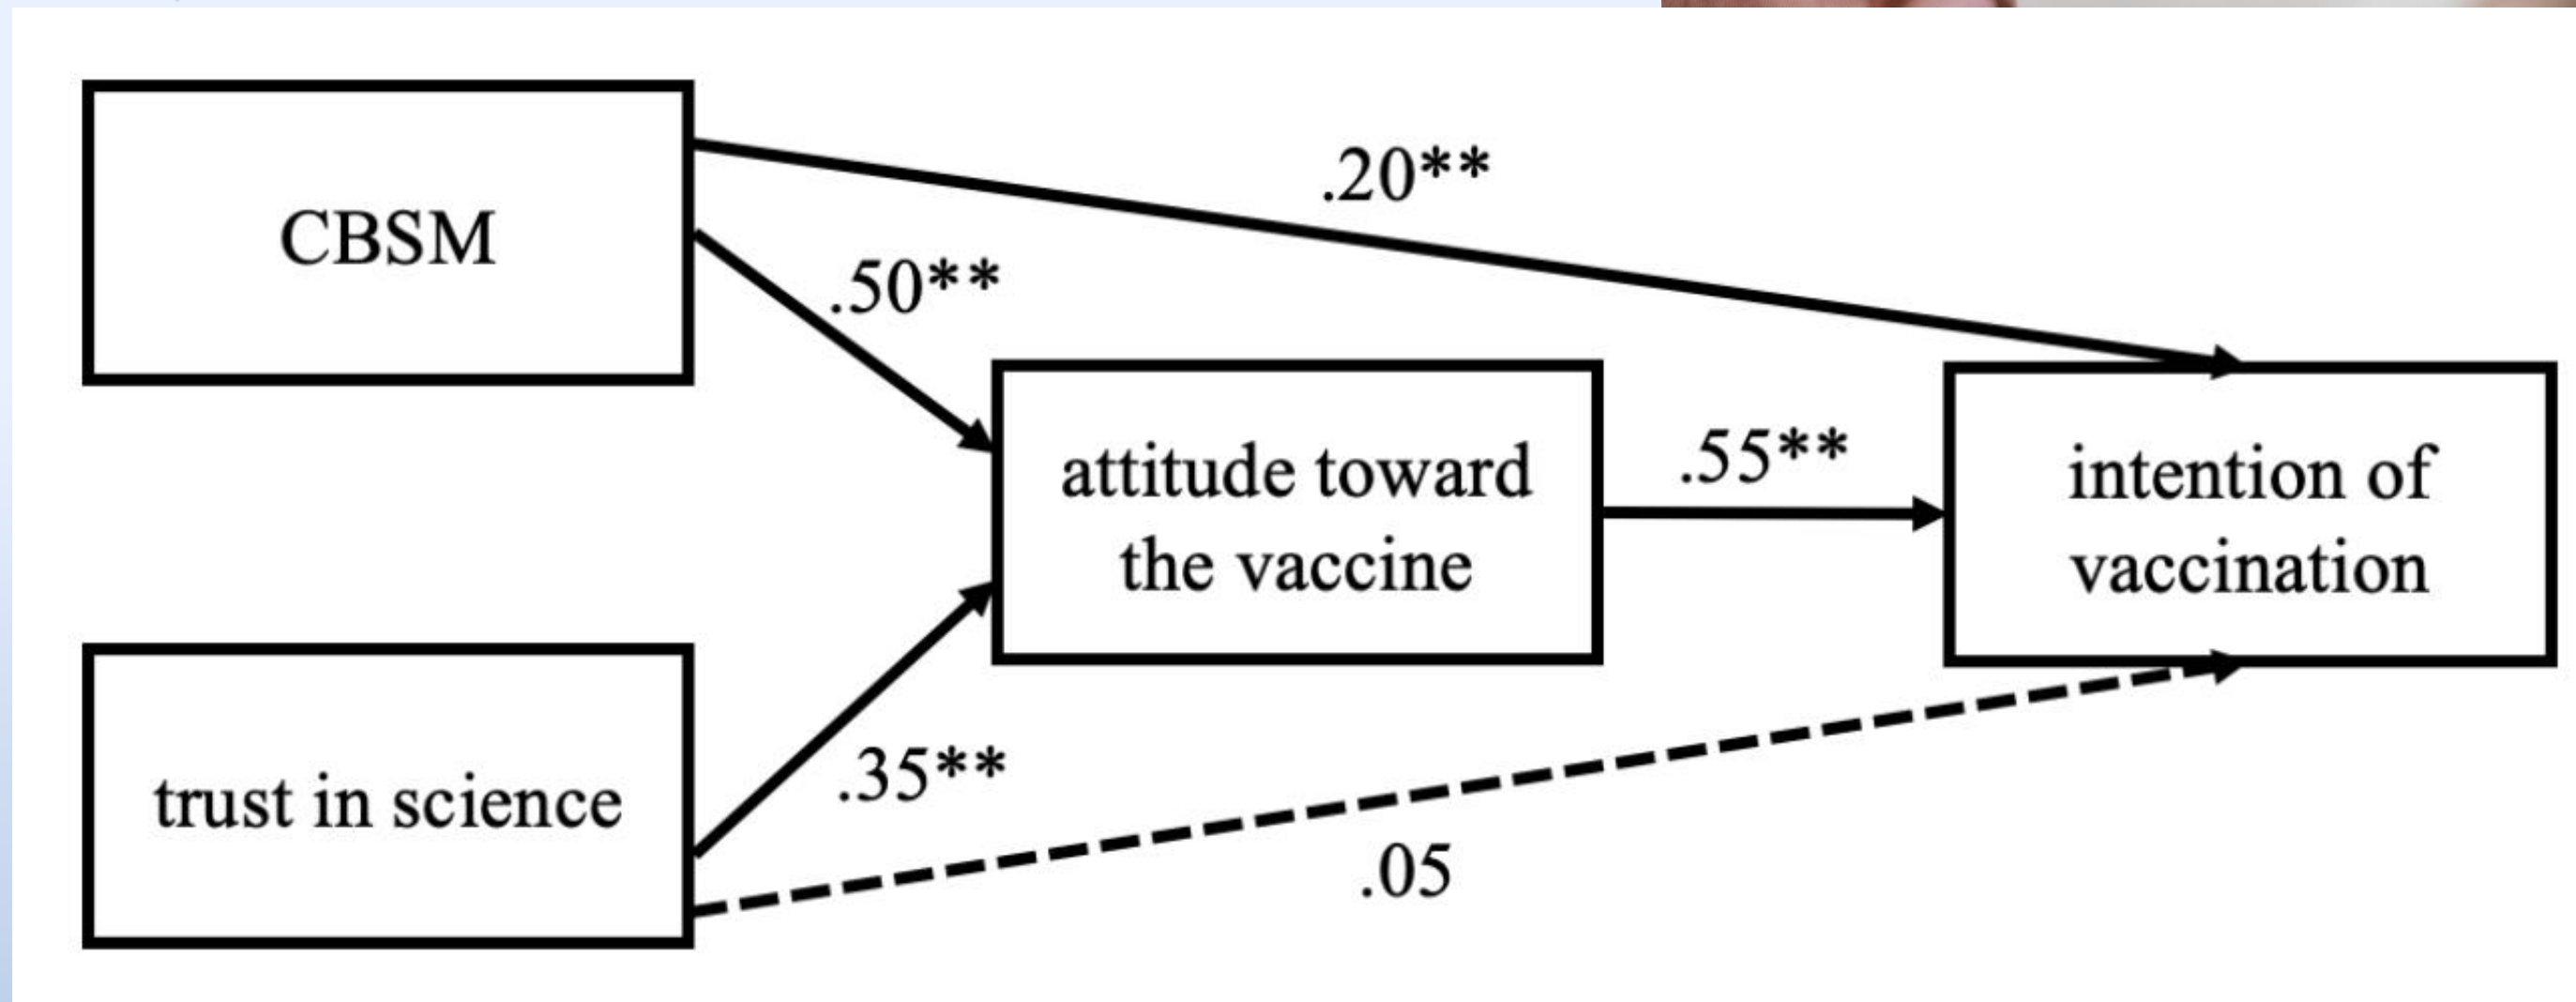 CBSM
.20**
.50**
attitude toward
the vaccine
.55**
intention of
vaccination
trust in science
.35**
.05